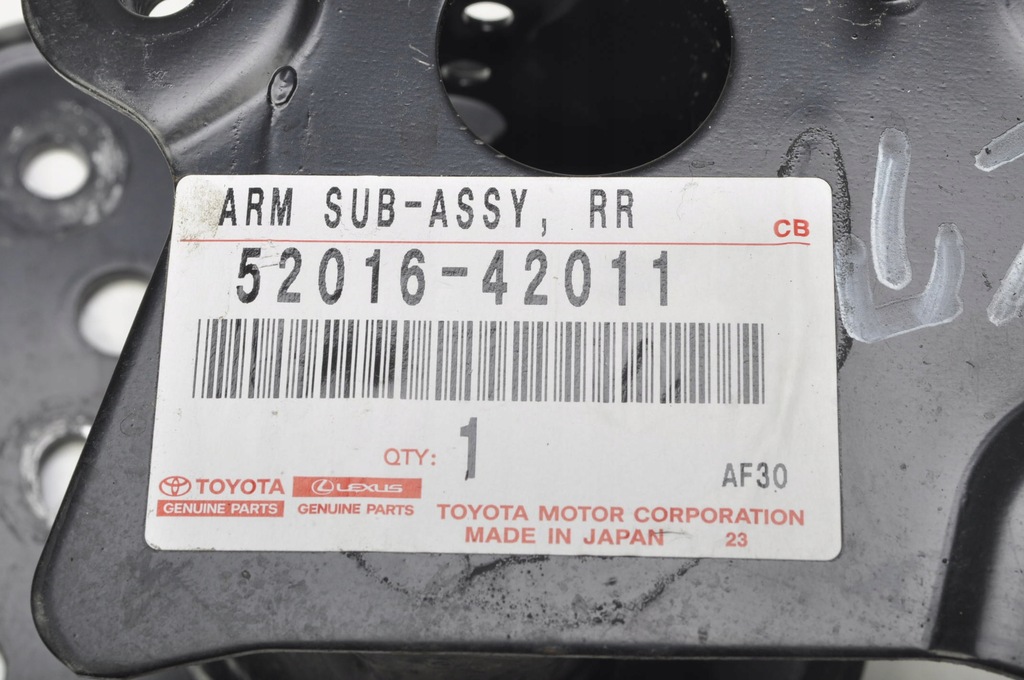 ARM SUB-ASSY, RR
CB
52016-42011
QTY: 1
AF30
TOYOTA LEXUS
GENUINE PARTS GENUINE PARTS
TOYOTA MOTOR CORPORATION
MADE IN JAPAN 23